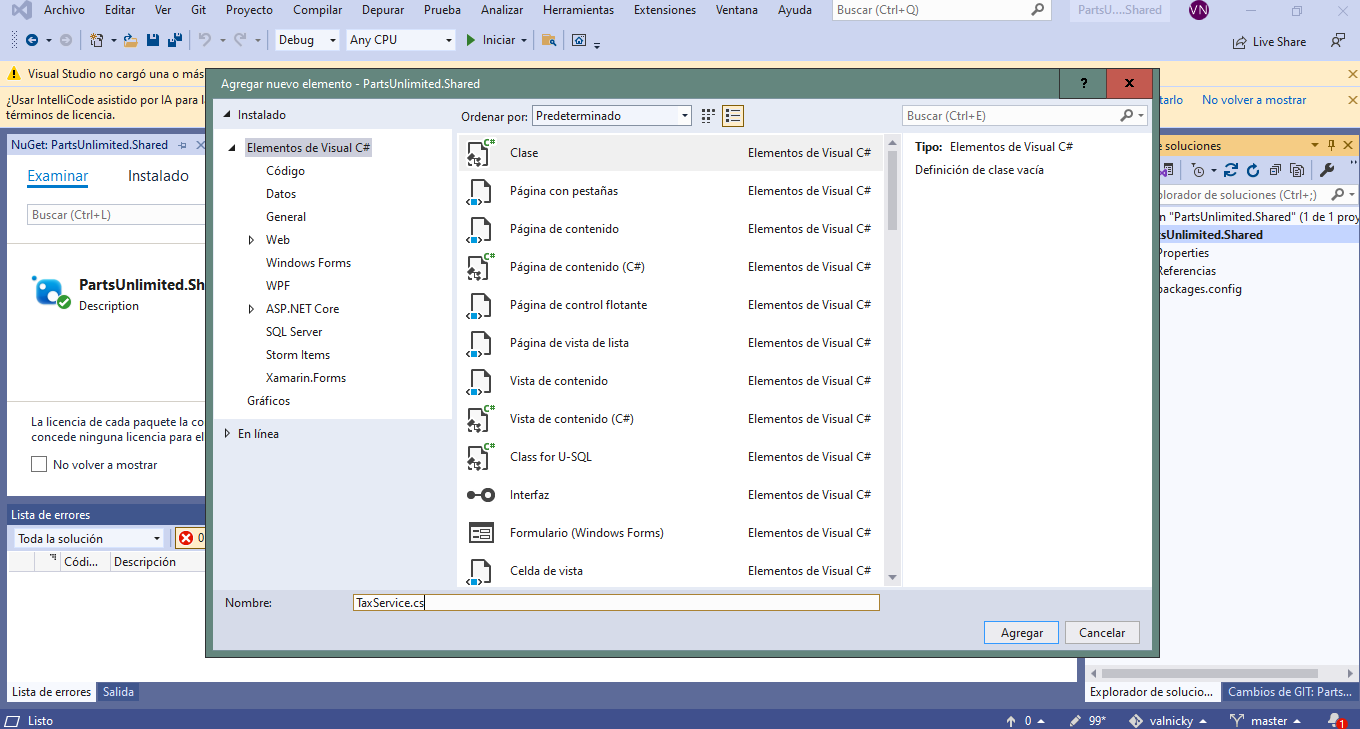 Archivo Editar Ver Git Proyecto Compilar Depurar Prueba Analizar Herramientas Extensiones Ventana Ayuda Buscar (Ctrl+Q) PartsU....Shared VN
Debug Any CPU Iniciar Live Share
Visual Studio no cargó una o más
¿Usar IntelliCode asistido por IA para
términos de licencia.
tarlo No volver a mostrar
NuGet: PartsUnlimited.Shared
Examinar Instalado
Buscar (Ctrl+L)
PartsUnlimited.Sh
Description
La licencia de cada paquete la co
concede ninguna licencia para el
No volver a mostrar
Lista de errores
Toda la solución 0
Códi... Descripción
Lista de errores Salida
Agregar nuevo elemento - PartsUnlimited.Shared ?
Instalado
Elementos de Visual C#
Código
Datos
General
Web
Windows Forms
WPF
ASP.NET Core
SQL Server
Storm Items
Xamarin.Forms
Gráficos
En línea
Ordenar por: Predeterminado
Buscar (Ctrl+E)
Clase Elementos de Visual C#
Página con pestañas Elementos de Visual C#
Página de contenido Elementos de Visual C#
Página de contenido (C#) Elementos de Visual C#
Página de control flotante Elementos de Visual C#
Página de vista de lista Elementos de Visual C#
Vista de contenido Elementos de Visual C#
Vista de contenido (C#) Elementos de Visual C#
Class for U-SQL Elementos de Visual C#
Interfaz Elementos de Visual C#
Formulario (Windows Forms) Elementos de Visual C#
Celda de vista Elementos de Visual C#
Tipo: Elementos de Visual C#
Definición de clase vacía
Nombre: TaxService.cs
Agregar Cancelar
e soluciones
plorador de soluciones (Ctrl+;)
n "PartsUnlimited.Shared" (1 de 1 proy
sUnlimited.Shared
Properties
Referencias
packages.config
Explorador de solucio... Cambios de GIT: Parts...
Listo 0 99* valnicky master 1